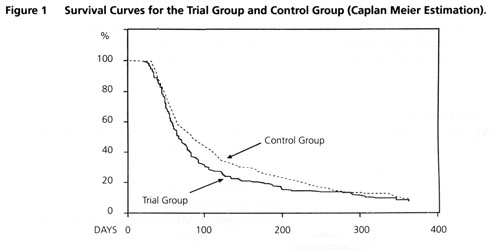 Figure 1 Survival Curves for the Trial Group and Control Group (Caplan Meier Estimation).
%
100
80
60
40
20
0
Control Group
Trial Group
DAYS 0 100 200 300 400